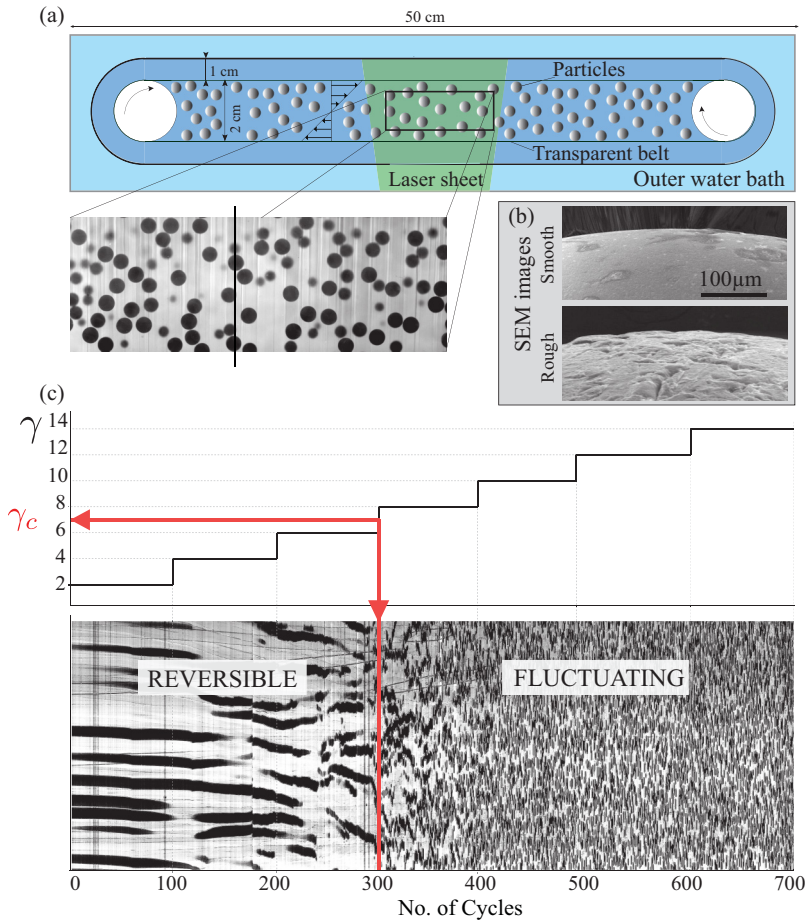 (a)
50 cm
1 cm
2 cm
Particles
Transparent belt
Laser sheet
Outer water bath
(b)
SEM images
Smooth
Rough
100µm
(c)
γ
14
12
10
8
γc
6
4
2
REVERSIBLE
FLUCTUATING
0 100 200 300 400 500 600 700
No. of Cycles